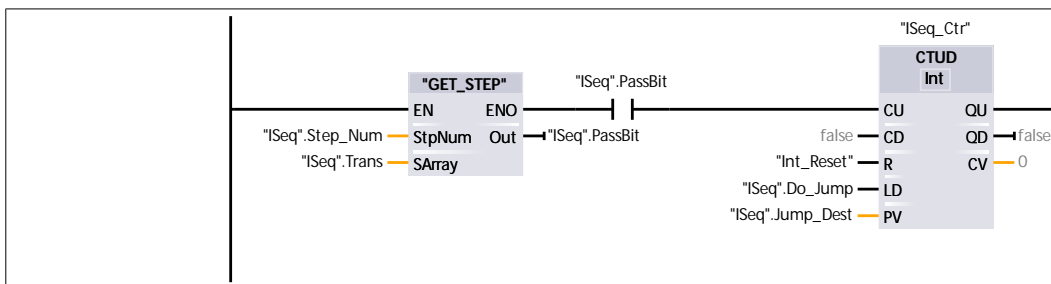 "ISeq_Ctr"
CTUD
Int
"GET_STEP"
"ISeq".PassBit
EN ENO
CU QU
"ISeq".Step_Num StpNum Out "ISeq".PassBit
false CD QD false
"ISeq".Trans SArray
"Int_Reset" R CV 0
"ISeq".Do_Jump LD
"ISeq".Jump_Dest PV